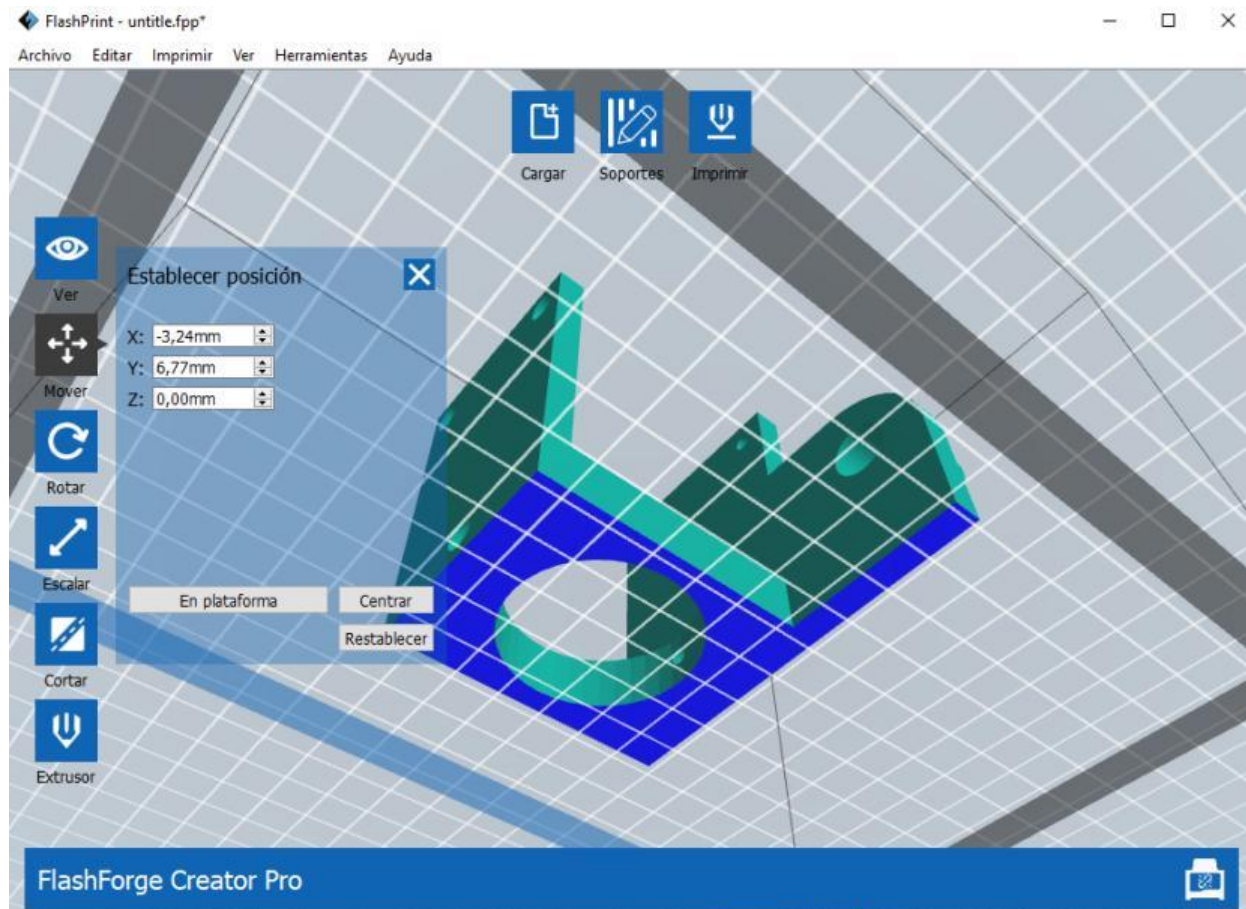 FlashPrint - untitle.fpp*
Archivo Editar Imprimir Ver Herramientas Ayuda
Cargar Soportes Imprimir
Ver
Mover
Rotar
Escalar
Cortar
Extrusor
Establecer posición
X: -3,24mm
Y: 6,77mm
Z: 0,00mm
En plataforma Centrar
Restablecer
FlashForge Creator Pro